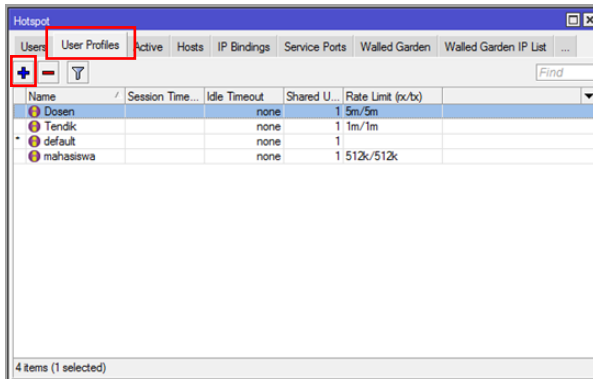 Hotspot
Users User Profiles Active Hosts IP Bindings Service Ports Walled Garden Walled Garden IP List ...
Find
Name / Session Time... Idle Timeout Shared U... Rate Limit (rx/tx)
Dosen none 1 5m/5m
Tendik none 1 1m/1m
* default none 1
mahasiswa none 1 512k/512k
4 items (1 selected)